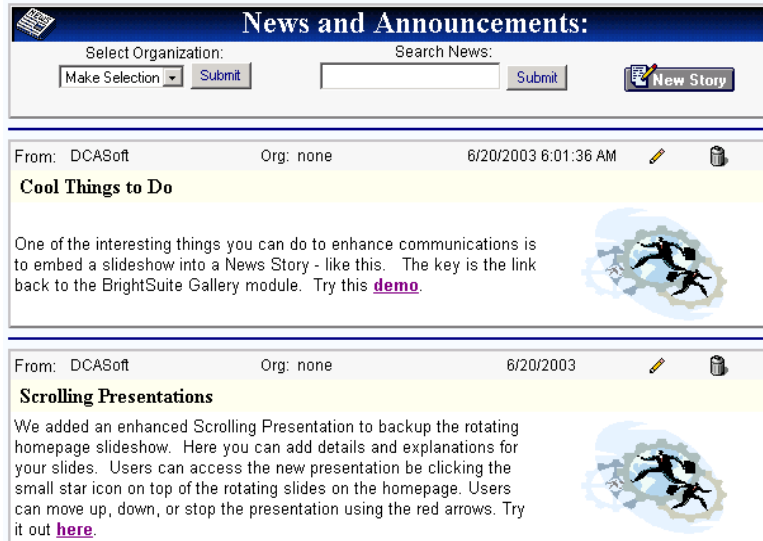 News and Announcements:
Select Organization:
Search News:
Make Selection
Submit
Submit
New Story
From: DCASoft Org: none 6/20/2003 6:01:36 AM
Cool Things to Do
One of the interesting things you can do to enhance communications is
to embed a slideshow into a News Story - like this. The key is the link
back to the BrightSuite Gallery module. Try this demo.
From: DCASoft Org: none 6/20/2003
Scrolling Presentations
We added an enhanced Scrolling Presentation to backup the rotating
homepage slideshow. Here you can add details and explanations for
your slides. Users can access the new presentation be clicking the
small star icon on top of the rotating slides on the homepage. Users
can move up, down, or stop the presentation using the red arrows. Try
it out here.